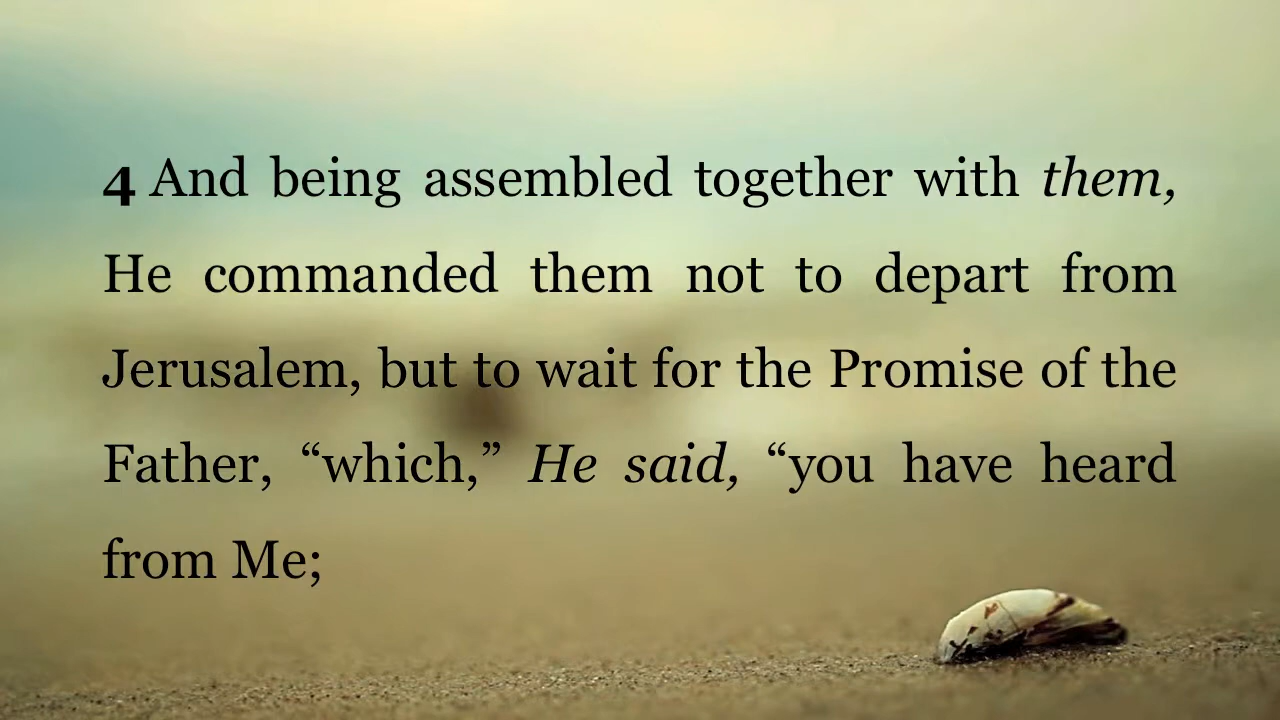 4 And being assembled together with them,
He commanded them not to depart from
Jerusalem, but to wait for the Promise of the
Father, “which,” He said, “you have heard
from Me;